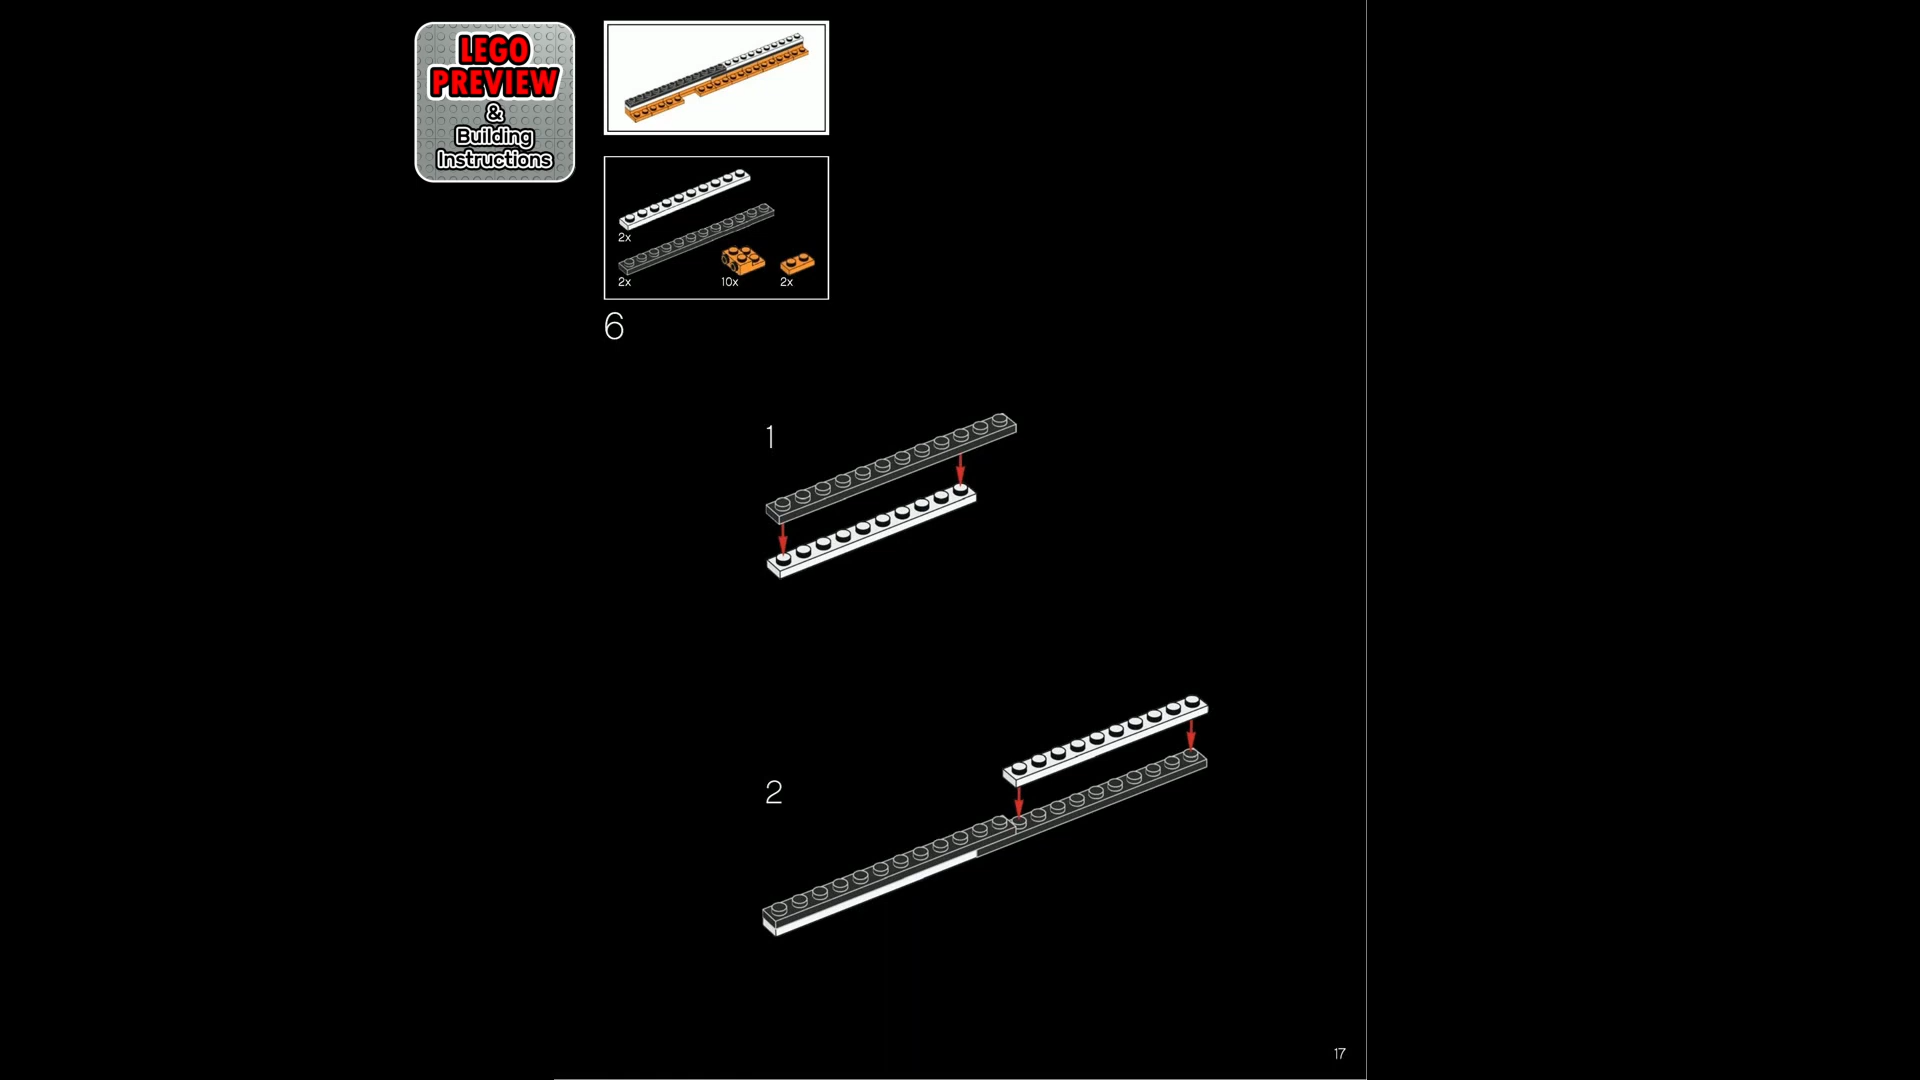 LEGO
PREVIEW
&
Building
Instructions
2x
2x
10x
2x
6
1
2
17